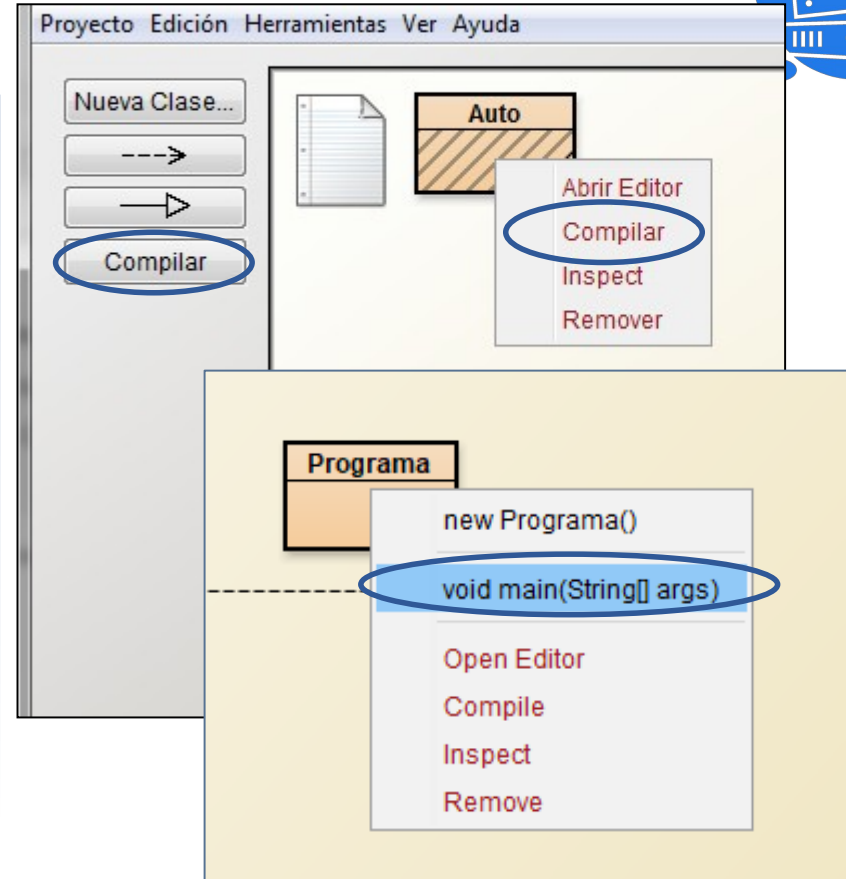 Proyecto Edición Herramientas Ver Ayuda
Nueva Clase...
Compilar
Auto
Abrir Editor
Compilar
Inspect
Remover
Programa
new Programa()
void main(String[] args)
Open Editor
Compile
Inspect
Remove